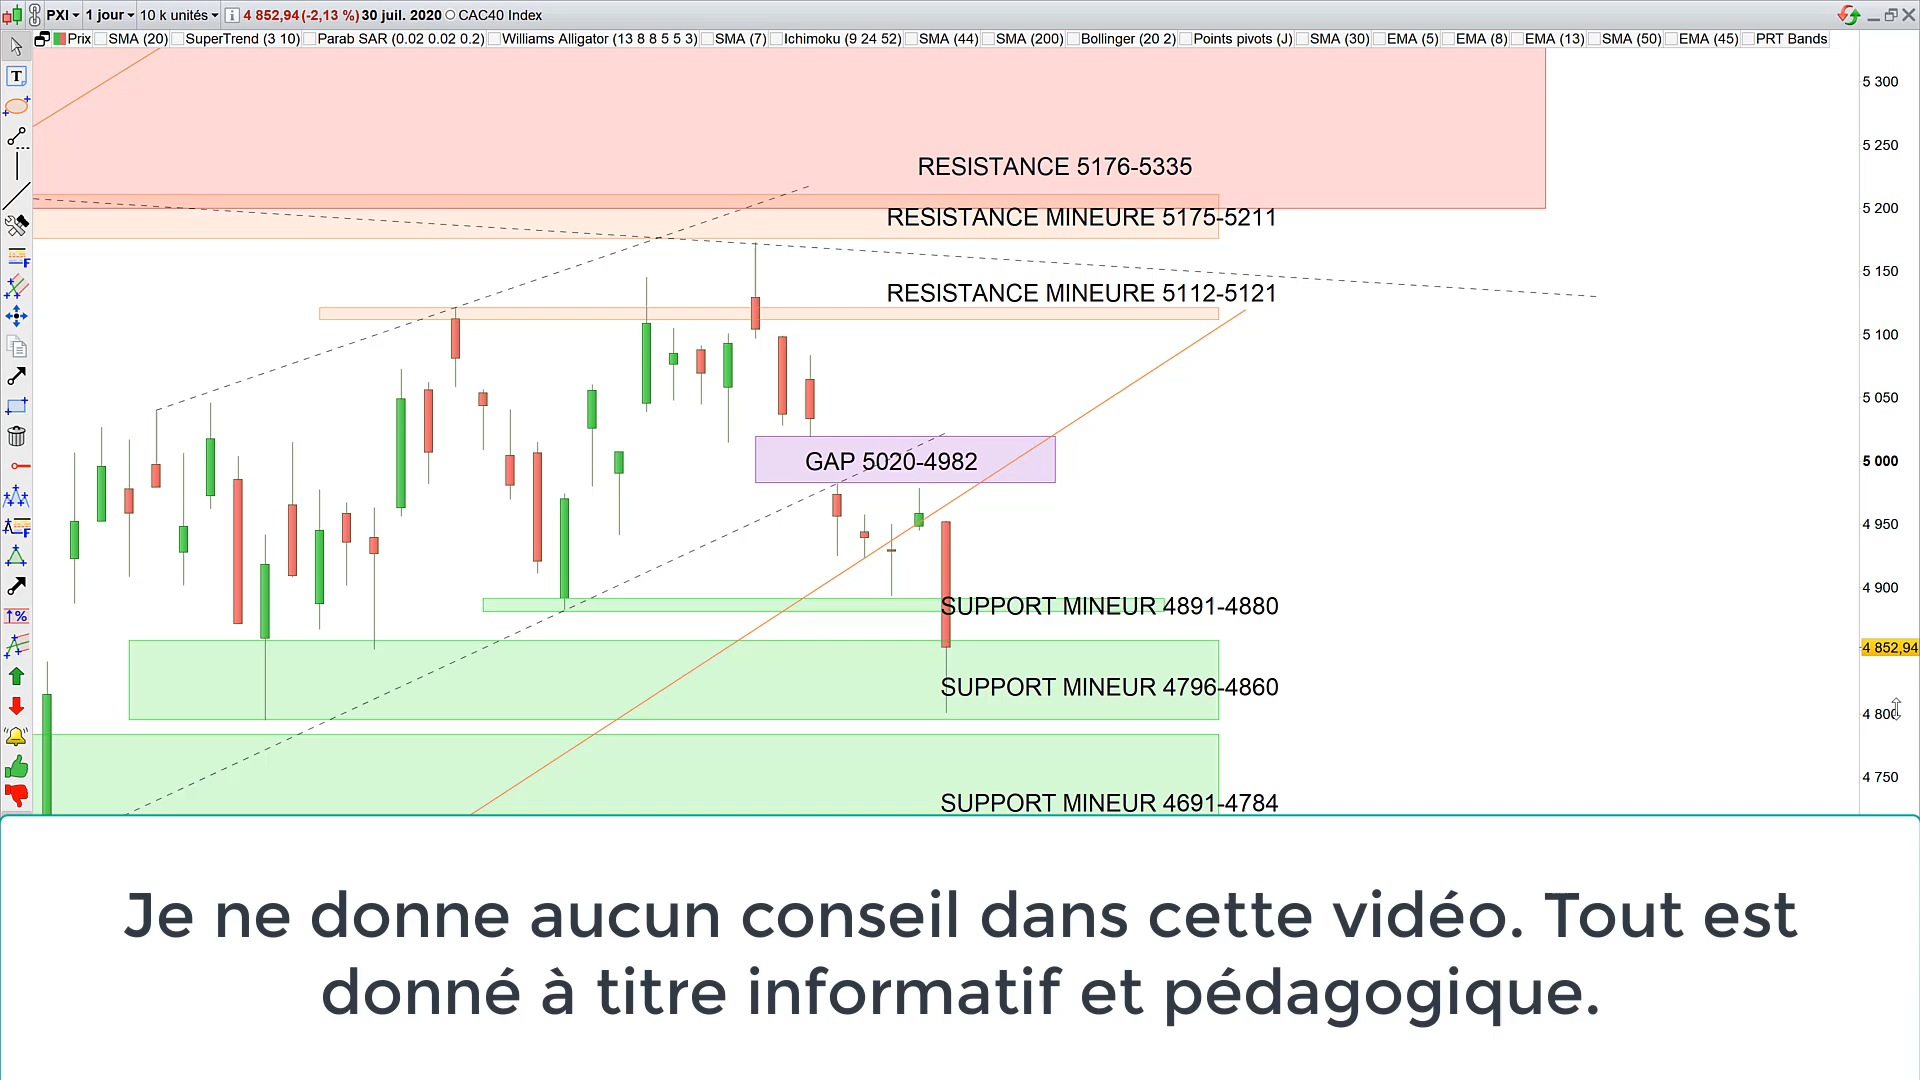 PXI 1 jour 10 k unités 4 852,94 (-2,13 %) 30 juil. 2020 CAC40 Index
Prix SMA (20) SuperTrend (3 10) Parab SAR (0.02 0.02 0.2) Williams Alligator (13 8 8 5 5 3) SMA (7) Ichimoku (9 24 52) SMA (44) SMA (200) Bollinger (20 2) Points pivots (J) SMA (30) EMA (5) EMA (8) EMA (13) SMA (50) EMA (45) PRT Bands
5 300
5 250
RESISTANCE 5176-5335
5 200
RESISTANCE MINEURE 5175-5211
5 150
RESISTANCE MINEURE 5112-5121
5 100
5 050
GAP 5020-4982
5 000
4 950
4 900
SUPPORT MINEUR 4891-4880
4 852,94
SUPPORT MINEUR 4796-4860
4 800
4 750
SUPPORT MINEUR 4691-4784
Je ne donne aucun conseil dans cette vidéo. Tout est
donné à titre informatif et pédagogique.